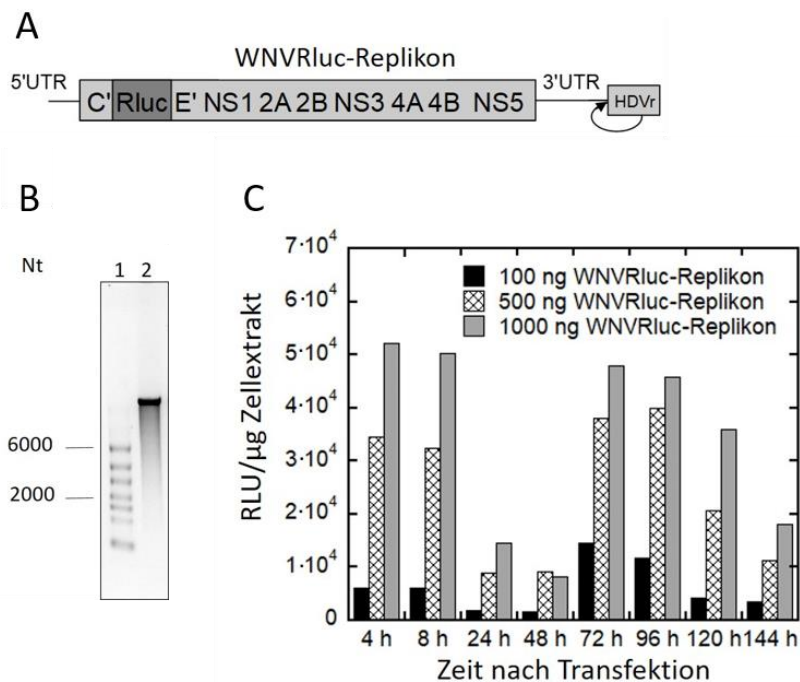 A
WNVRluc-Replikon
5'UTR
3'UTR
C' Rluc E' NS1 2A 2B NS3 4A 4B NS5
HDVr
B
C
Nt
1 2
6000
2000
7·10⁴
6·10⁴
5·10⁴
4·10⁴
3·10⁴
2·10⁴
1·10⁴
0
RLU/µg Zellextrakt
100 ng WNVRluc-Replikon
500 ng WNVRluc-Replikon
1000 ng WNVRluc-Replikon
4 h 8 h 24 h 48 h 72 h 96 h 120 h 144 h
Zeit nach Transfektion